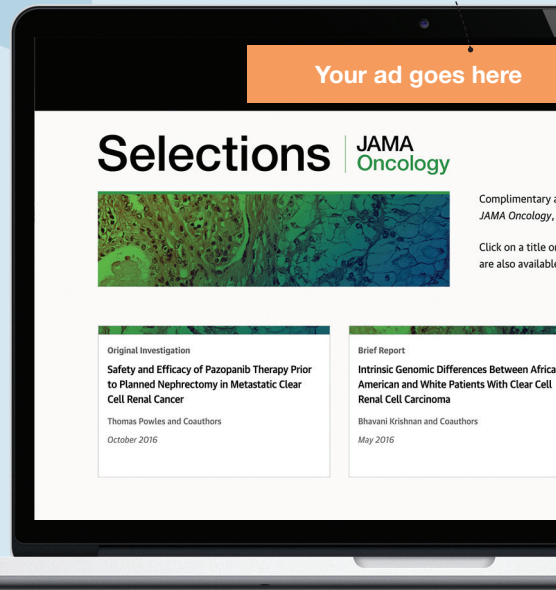 Your ad goes here
Selections
JAMA
Oncology
Complimentary a
JAMA Oncology,
Click on a title o
are also available
Original Investigation
Safety and Efficacy of Pazopanib Therapy Prior
to Planned Nephrectomy in Metastatic Clear
Cell Renal Cancer
Thomas Powles and Coauthors
October 2016
Brief Report
Intrinsic Genomic Differences Between Africa
American and White Patients With Clear Cell
Renal Cell Carcinoma
Bhavani Krishnan and Coauthors
May 2016